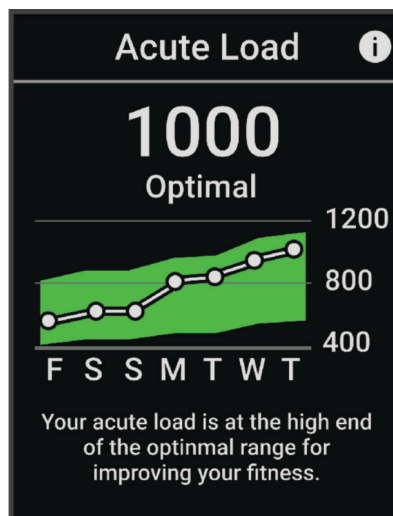 Acute Load i
1000
Optimal
1200
800
400
F S S M T W T
Your acute load is at the high end
of the optinmal range for
improving your fitness.